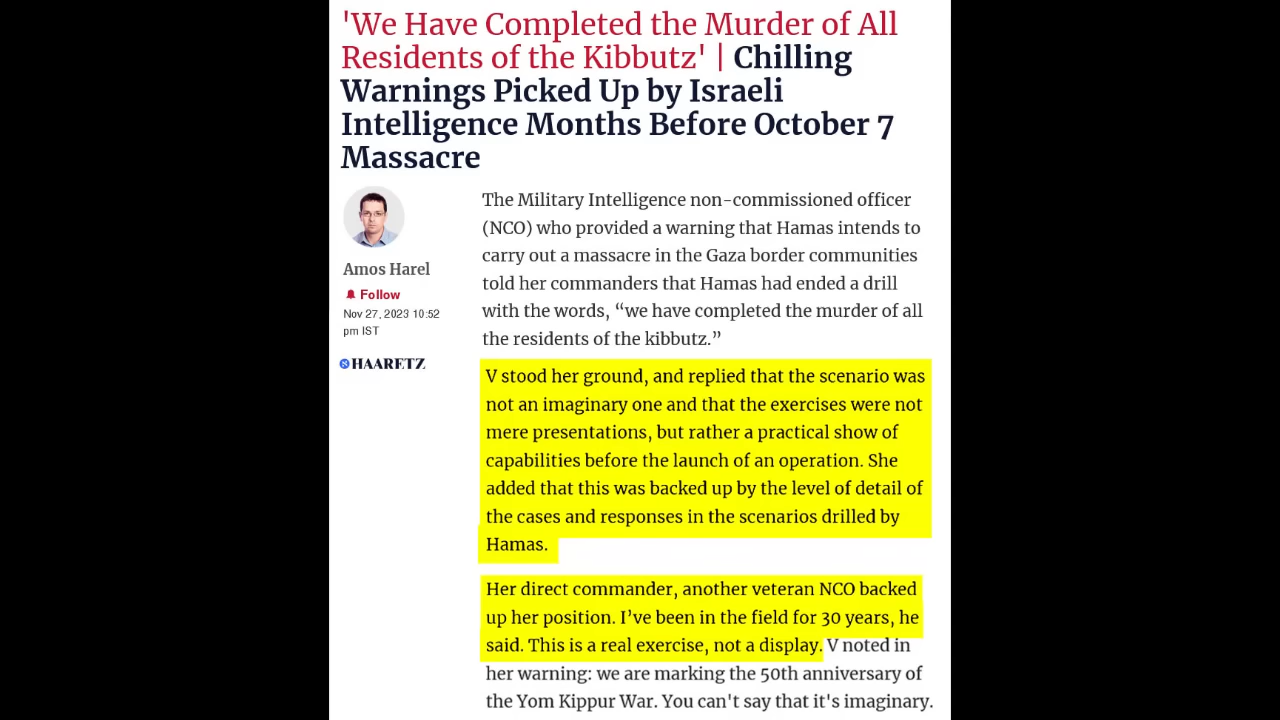 'We Have Completed the Murder of All
Residents of the Kibbutz' | Chilling
Warnings Picked Up by Israeli
Intelligence Months Before October 7
Massacre
Amos Harel
Follow
Nov 27, 2023 10:52
pm IST
HAARETZ
The Military Intelligence non-commissioned officer
(NCO) who provided a warning that Hamas intends to
carry out a massacre in the Gaza border communities
told her commanders that Hamas had ended a drill
with the words, “we have completed the murder of all
the residents of the kibbutz.”
V stood her ground, and replied that the scenario was
not an imaginary one and that the exercises were not
mere presentations, but rather a practical show of
capabilities before the launch of an operation. She
added that this was backed up by the level of detail of
the cases and responses in the scenarios drilled by
Hamas.
Her direct commander, another veteran NCO backed
up her position. I’ve been in the field for 30 years, he
said. This is a real exercise, not a display. V noted in
her warning: we are marking the 50th anniversary of
the Yom Kippur War. You can't say that it's imaginary.